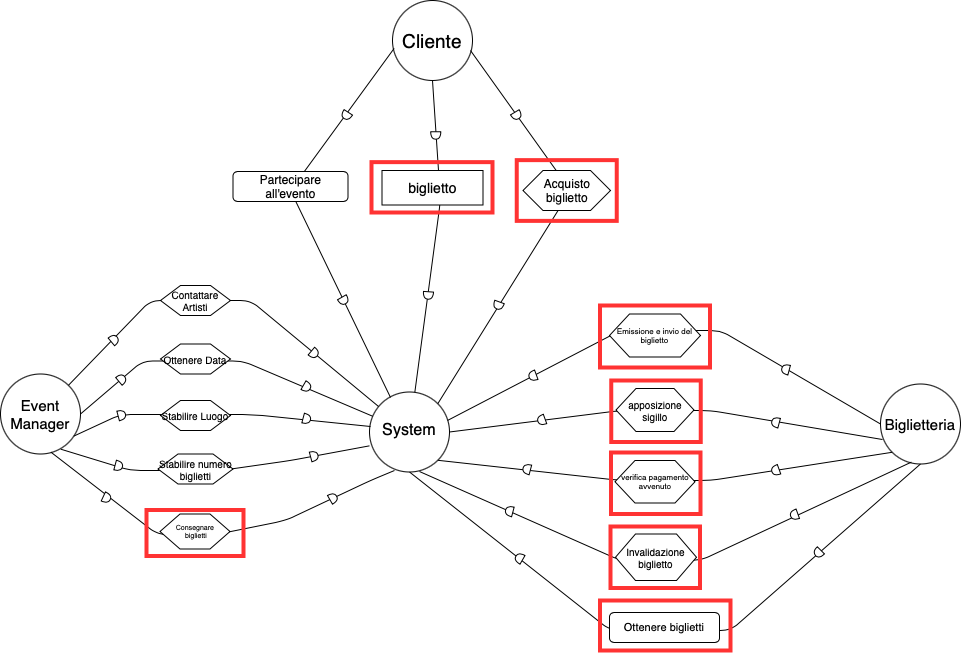 Cliente
Partecipare
all'evento
biglietto
Acquisto
biglietto
Contattare
Artisti
Ottenere Data
Stabilire Luogo
Stabilire numero
biglietti
Consegnare
biglietti
Event
Manager
System
Emissione e invio del
biglietto
apposizione
sigillo
verifica pagamento
avvenuto
Invalidazione
biglietto
Ottenere biglietti
Biglietteria